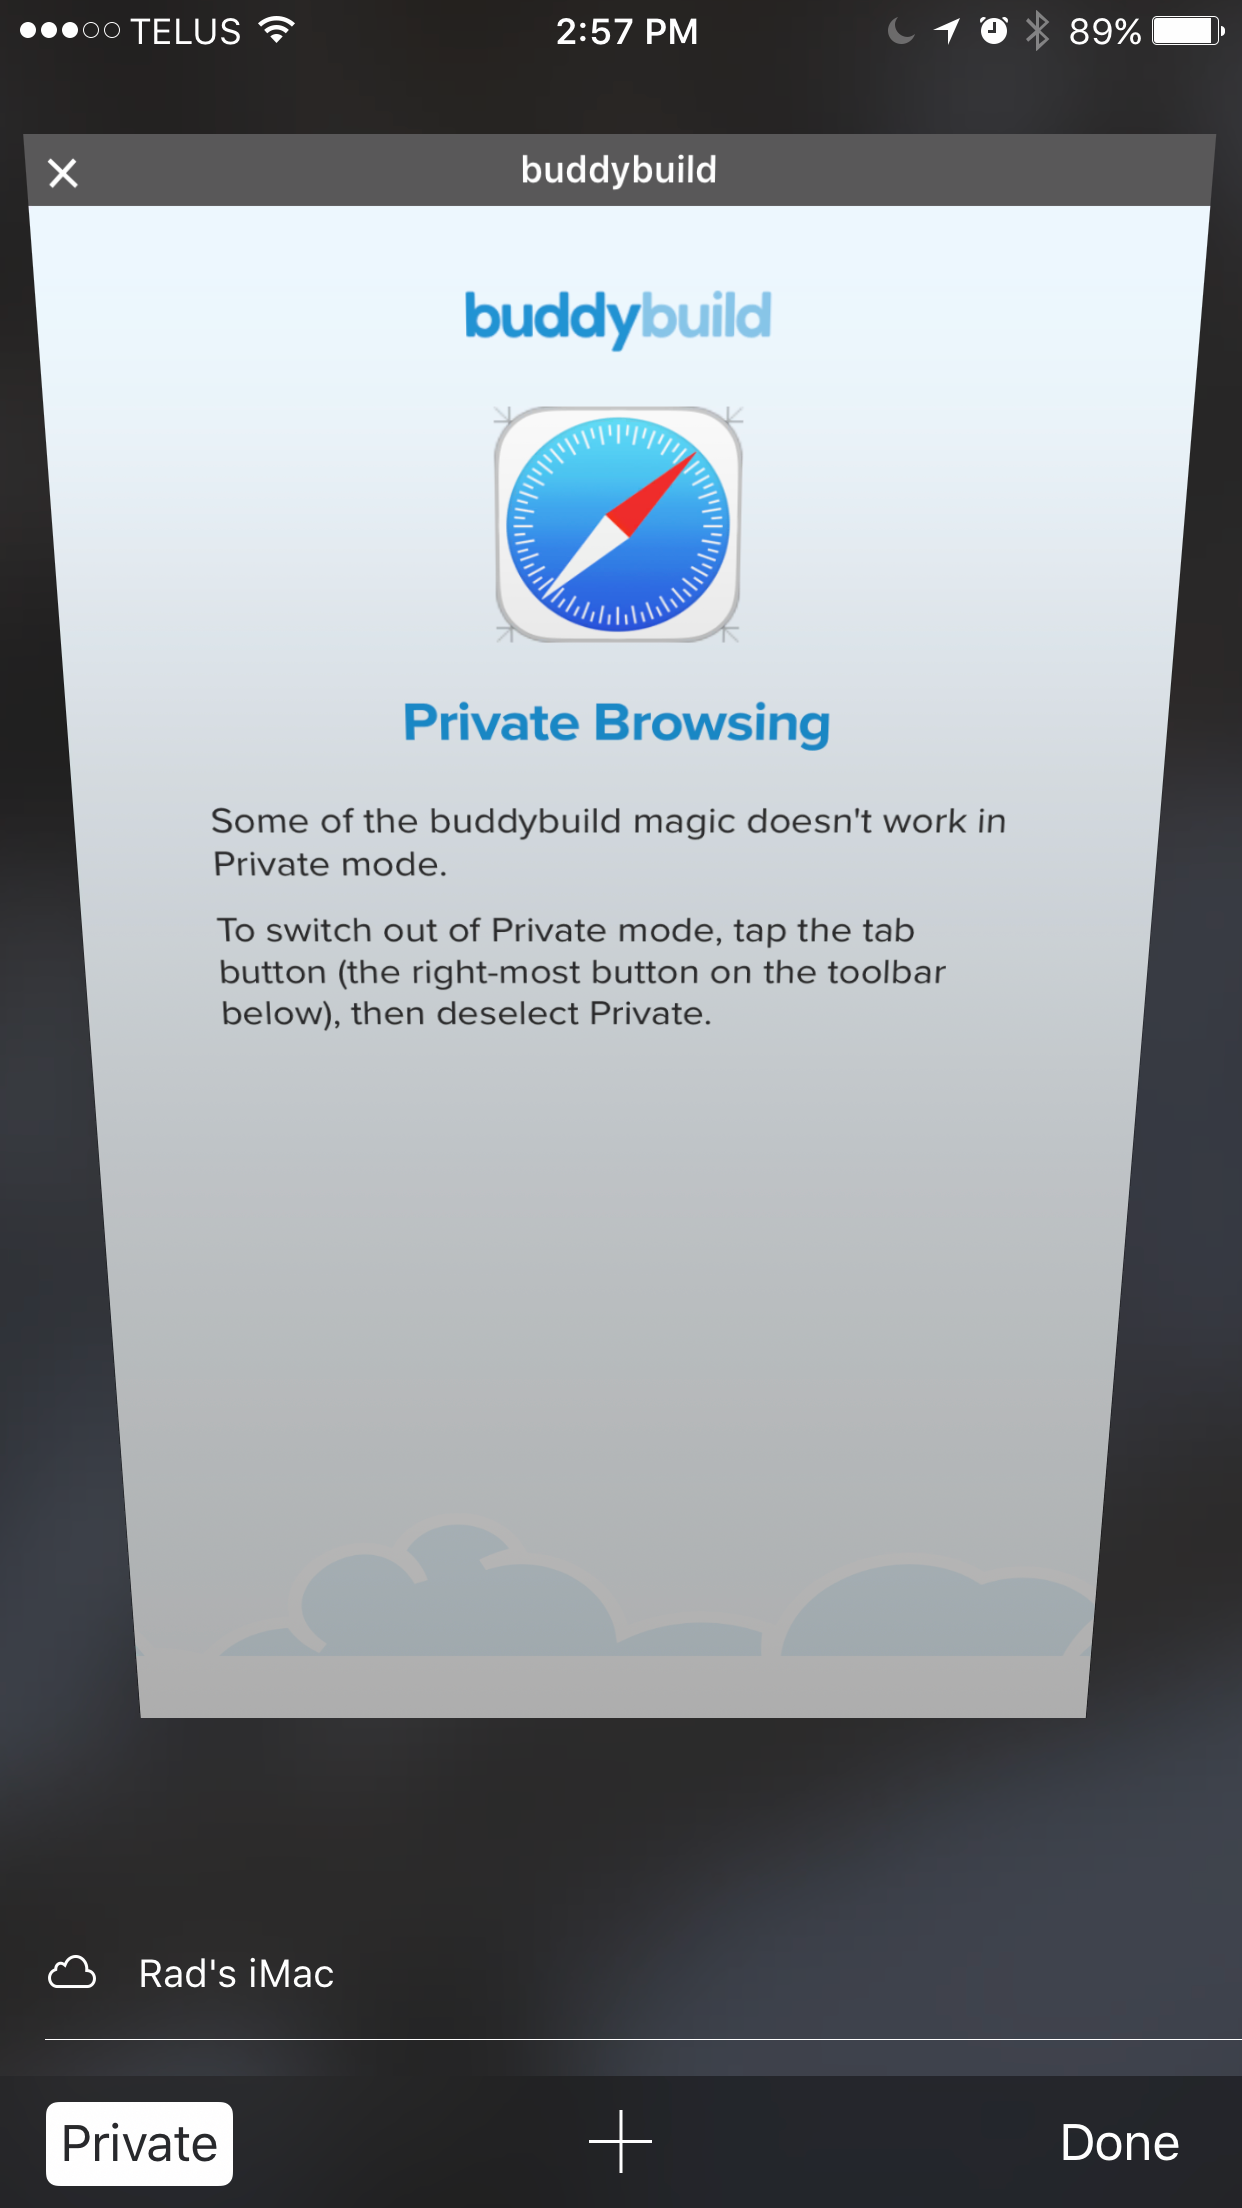 TELUS 2:57 PM 89%
buddybuild
buddybuild
Private Browsing
Some of the buddybuild magic doesn't work in
Private mode.
To switch out of Private mode, tap the tab
button (the right-most button on the toolbar
below), then deselect Private.
Rad's iMac
Private Done